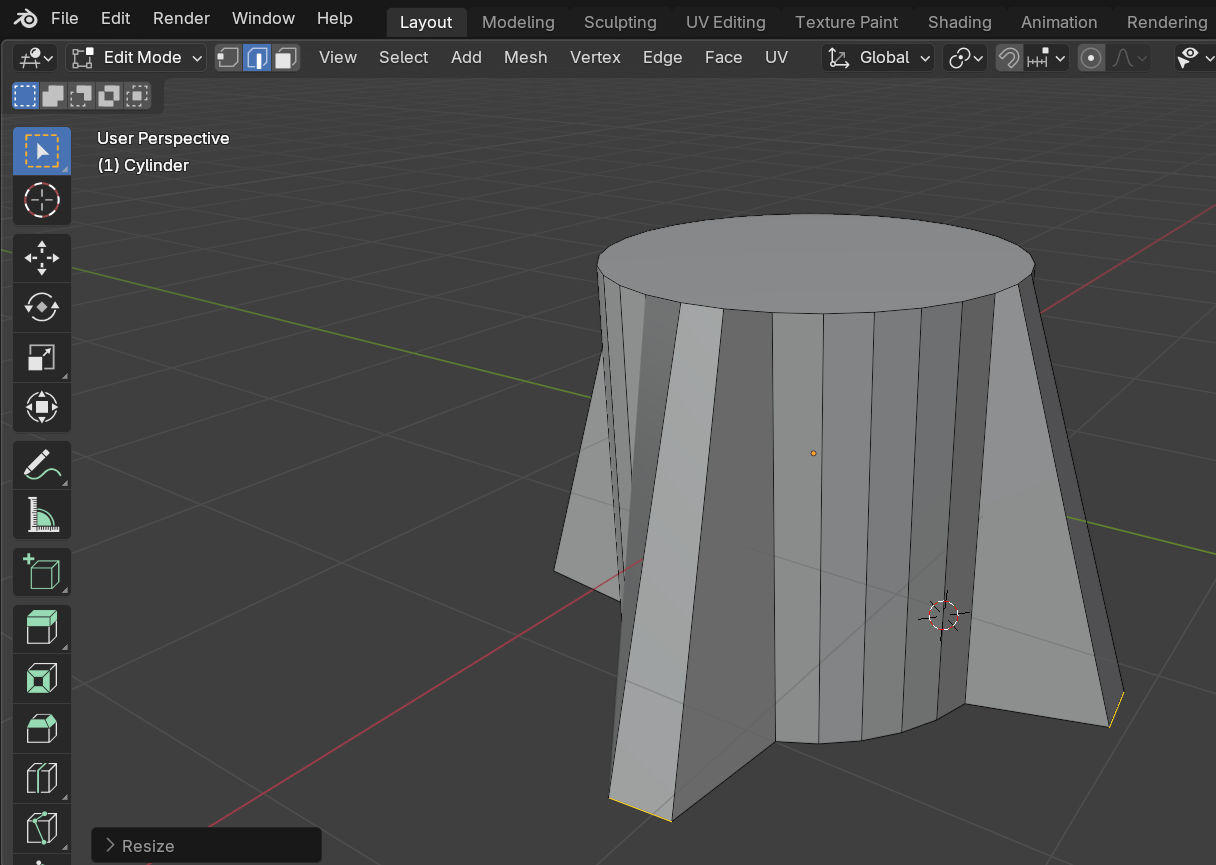 File Edit Render Window Help Layout Modeling Sculpting UV Editing Texture Paint Shading Animation Rendering
Edit Mode View Select Add Mesh Vertex Edge Face UV Global
User Perspective
(1) Cylinder
Resize